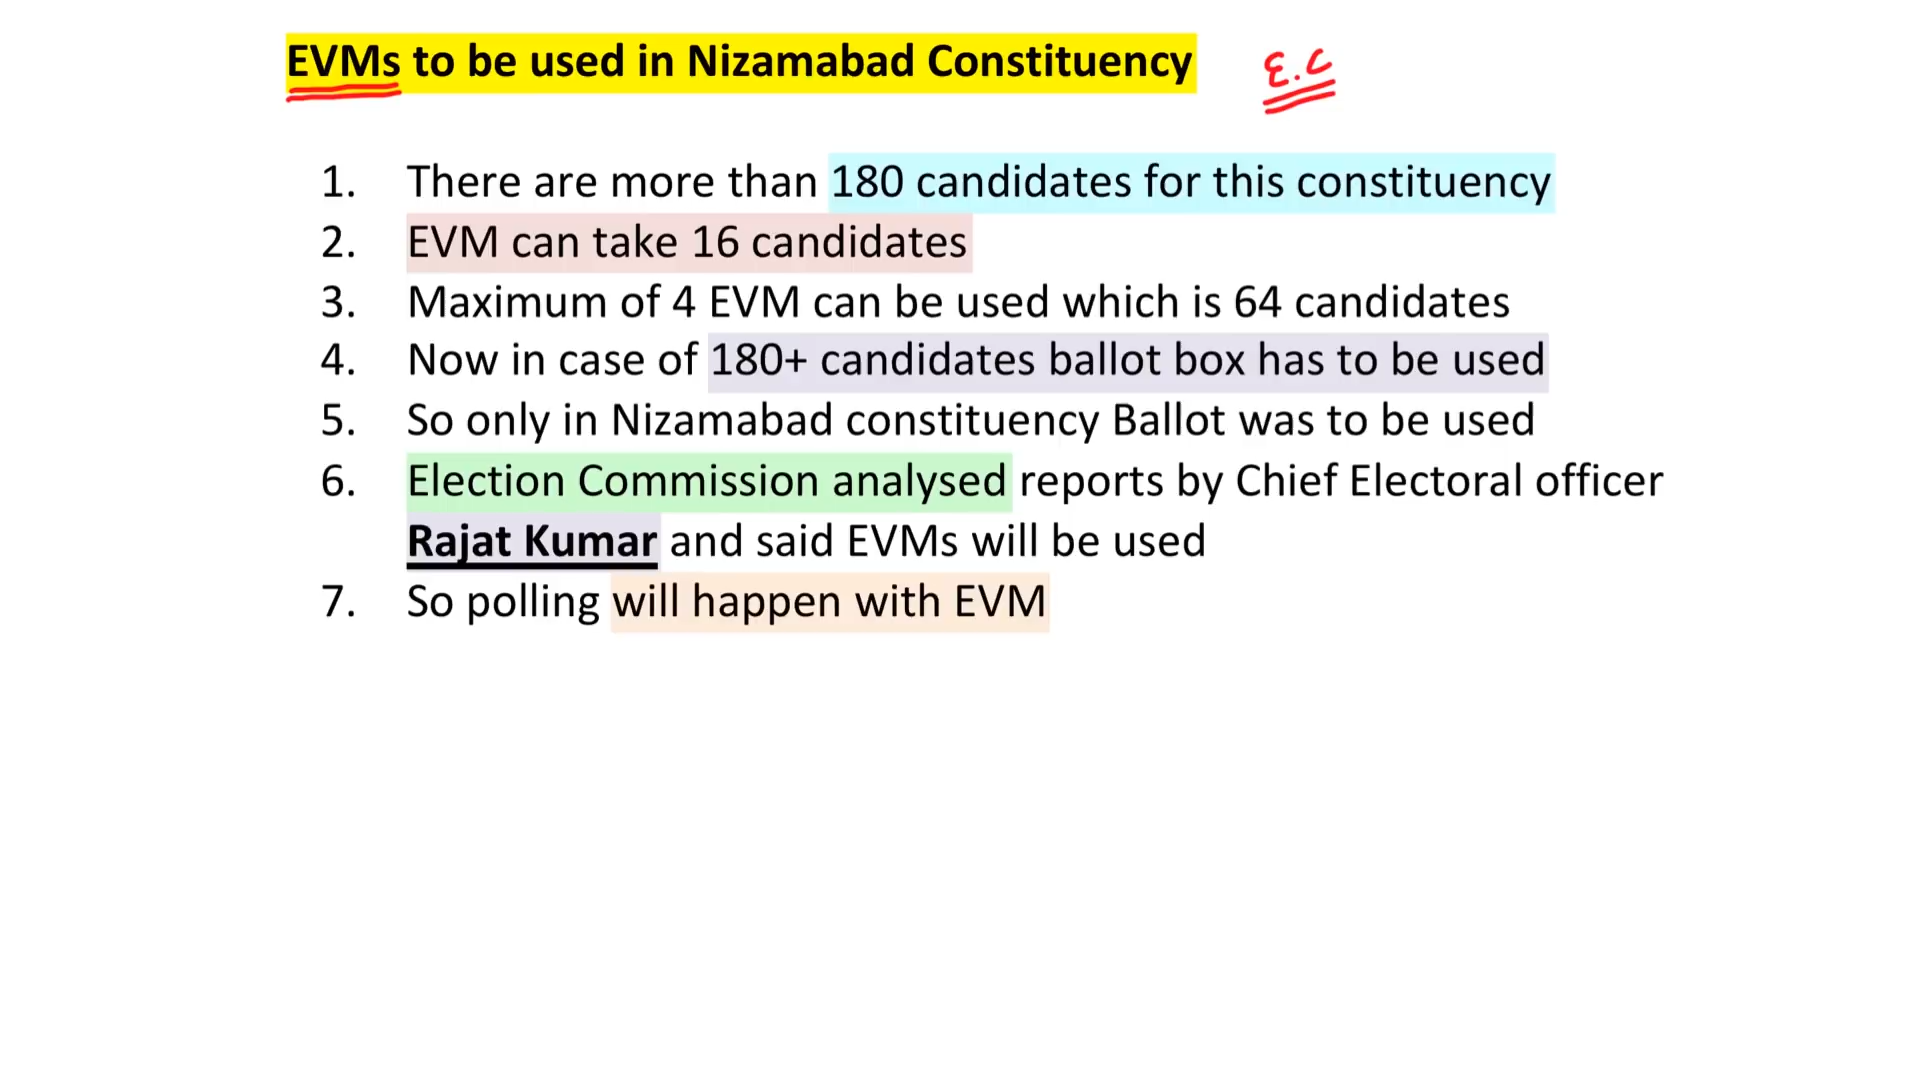 EVMs to be used in Nizamabad Constituency E.C
1. There are more than 180 candidates for this constituency
2. EVM can take 16 candidates
3. Maximum of 4 EVM can be used which is 64 candidates
4. Now in case of 180+ candidates ballot box has to be used
5. So only in Nizamabad constituency Ballot was to be used
6. Election Commission analysed reports by Chief Electoral officer
Rajat Kumar and said EVMs will be used
7. So polling will happen with EVM